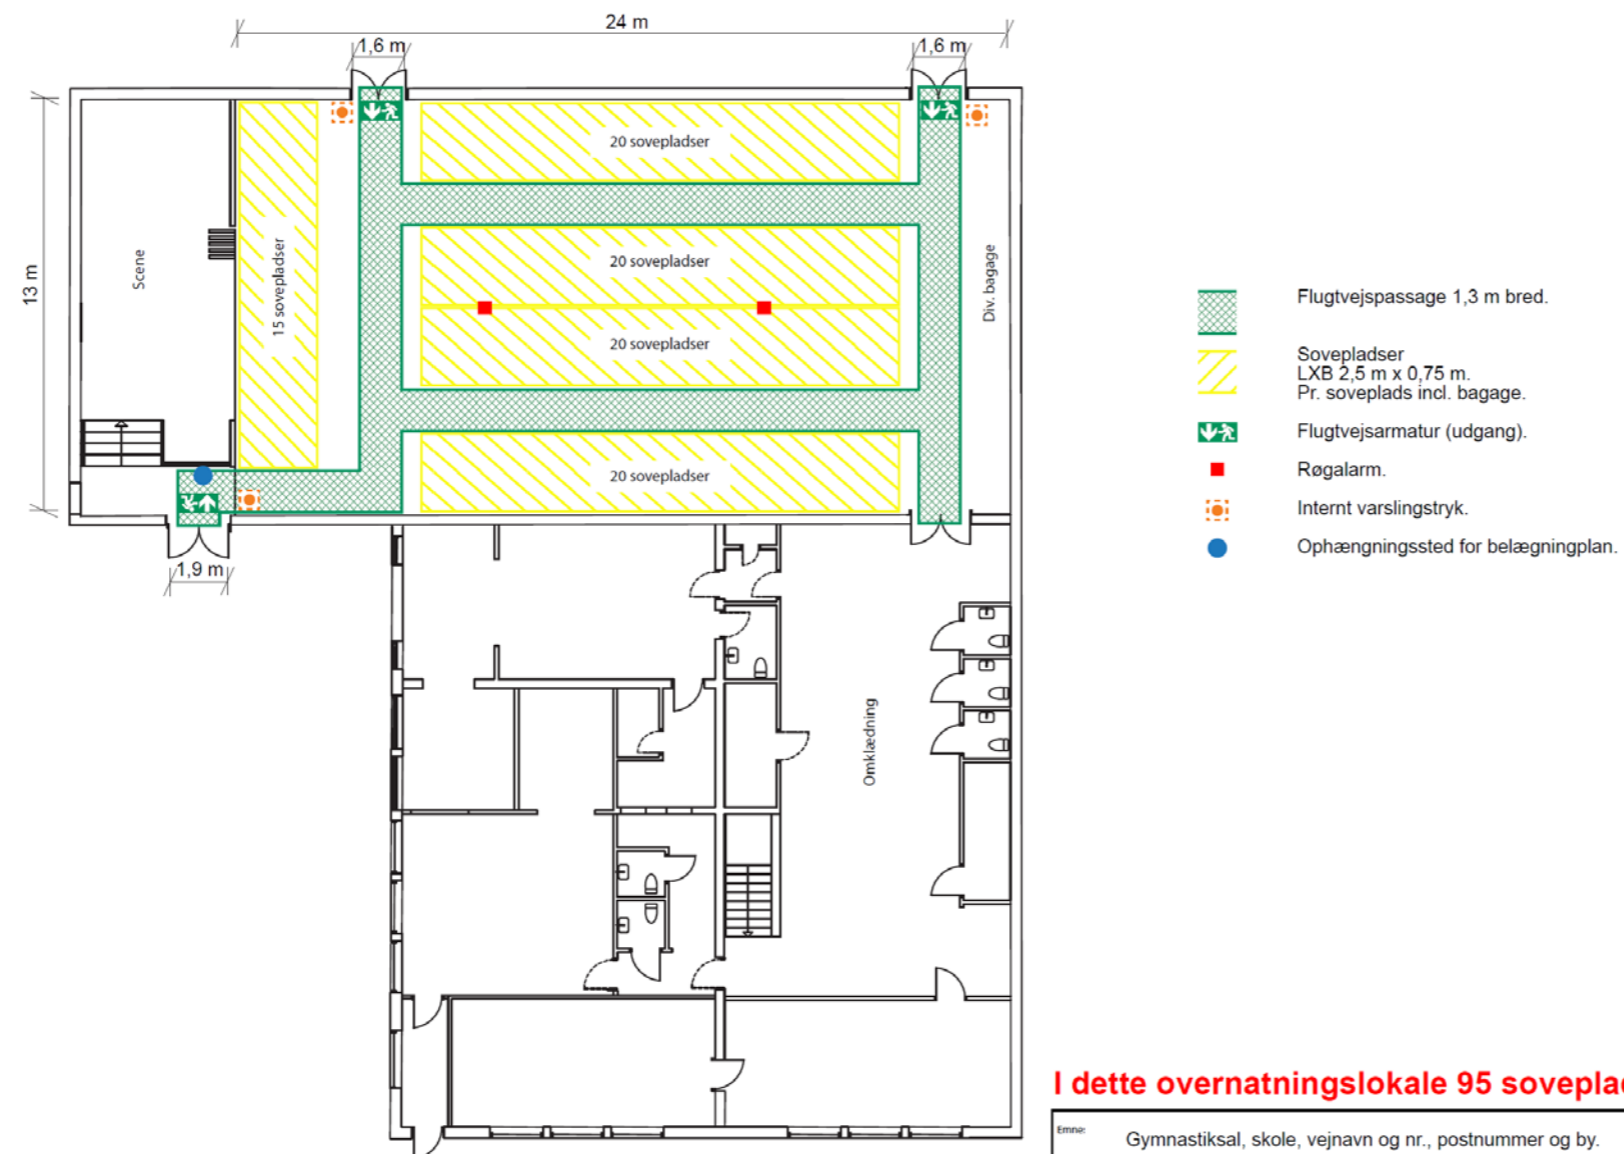 24 m
1,6 m
1,6 m
13 m
Scene
15 sovepladser
20 sovepladser
20 sovepladser
20 sovepladser
20 sovepladser
Div. bagage
1,9 m
Omklædning
Flugtvejspassage 1,3 m bred.
Sovepladser
LXB 2,5 m x 0,75 m.
Pr. soveplads incl. bagage.
Flugtvejsarmatur (udgang).
Røgalarm.
Internt varslingstryk.
Ophængningssted for belægningplan.
I dette overnatningslokale 95 sovepla
Emne:
Gymnastiksal, skole, vejnavn og nr., postnummer og by.